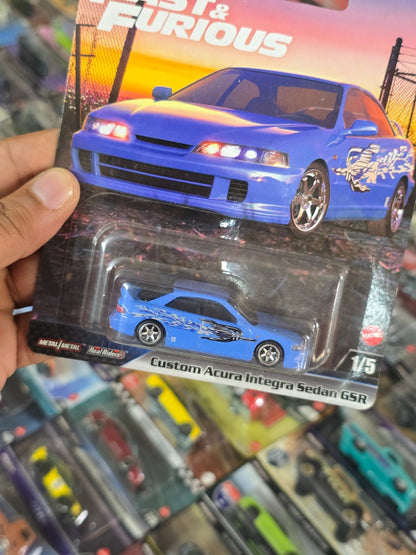 FAST &
FURIOUS
METAL/METAL
Real Riders
Custom Acura Integra Sedan GSR
1/5